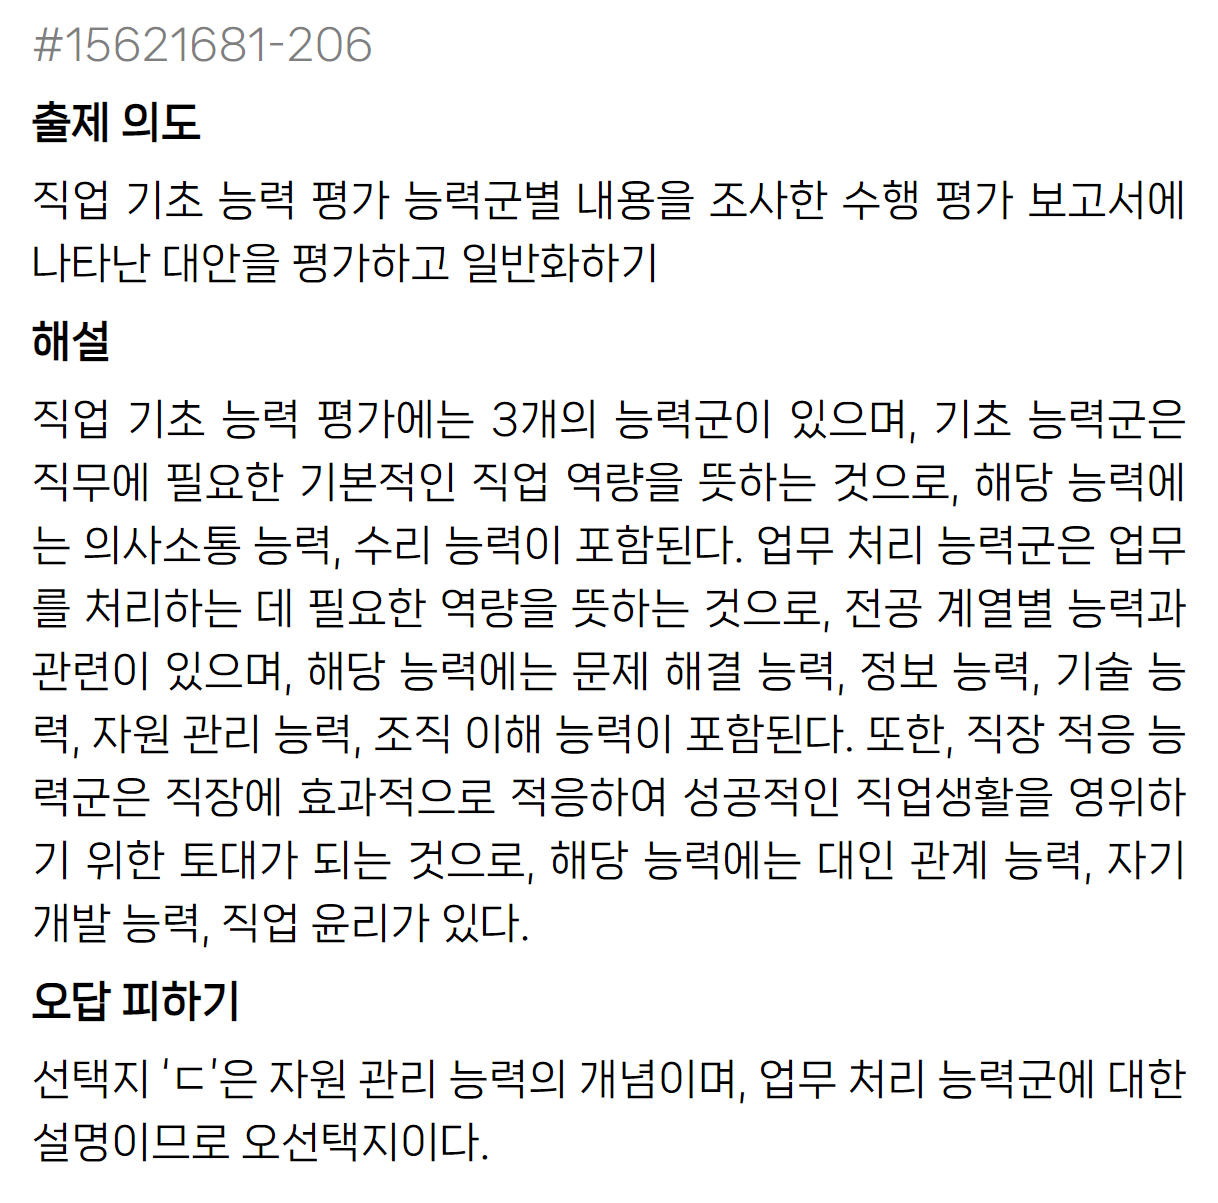 #15621681-206
출제 의도
직업 기초 능력 평가 능력군별 내용을 조사한 수행 평가 보고서에
나타난 대안을 평가하고 일반화하기
해설
직업 기초 능력 평가에는 3개의 능력군이 있으며, 기초 능력군은
직무에 필요한 기본적인 직업 역량을 뜻하는 것으로, 해당 능력에
는 의사소통 능력, 수리 능력이 포함된다. 업무 처리 능력군은 업무
를 처리하는 데 필요한 역량을 뜻하는 것으로, 전공 계열별 능력과
관련이 있으며, 해당 능력에는 문제 해결 능력, 정보 능력, 기술 능
력, 자원 관리 능력, 조직 이해 능력이 포함된다. 또한, 직장 적응 능
력군은 직장에 효과적으로 적응하여 성공적인 직업생활을 영위하
기 위한 토대가 되는 것으로, 해당 능력에는 대인 관계 능력, 자기
개발 능력, 직업 윤리가 있다.
오답 피하기
선택지 'ㄷ'은 자원 관리 능력의 개념이며, 업무 처리 능력군에 대한
설명이므로 오선택지이다.